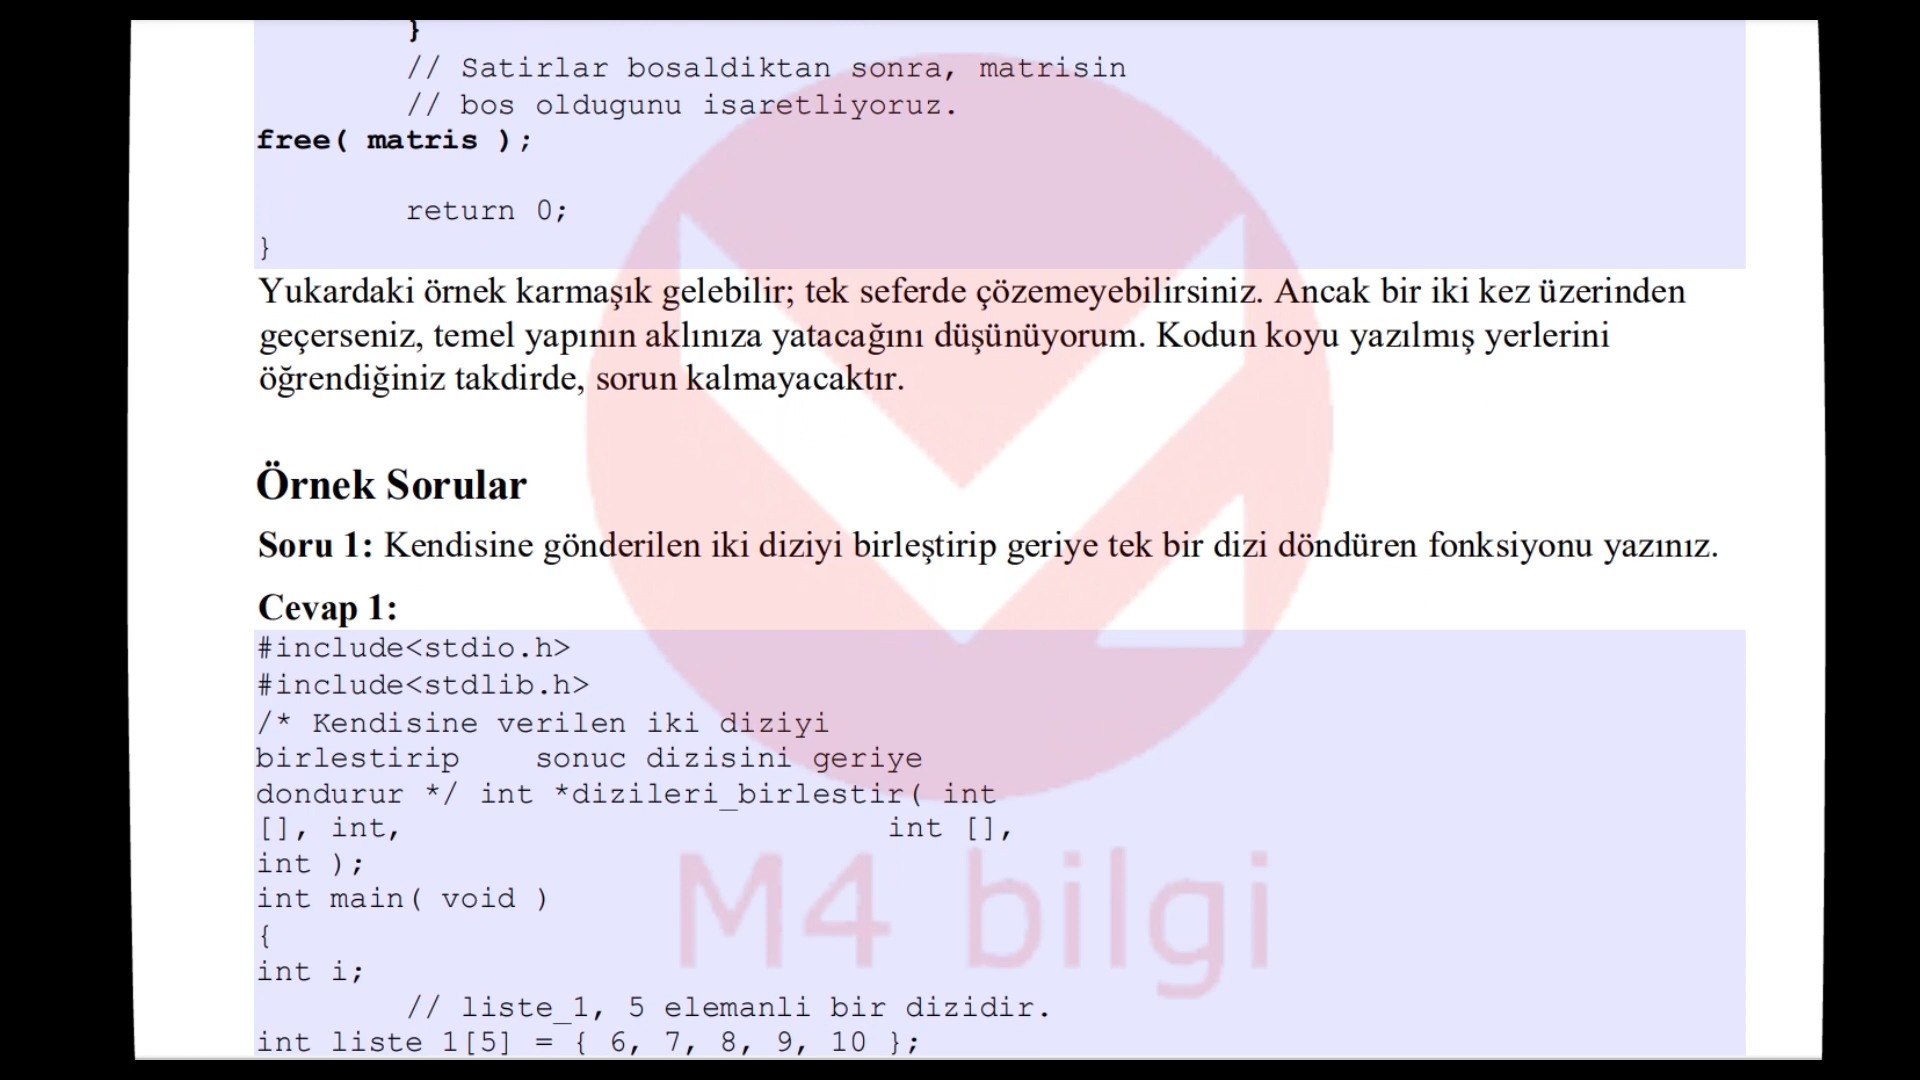 }
// Satirlar bosaldiktan sonra, matrisin
// bos oldugunu isaretliyoruz.
free( matris );
return 0;
}
Yukardaki örnek karmaşık gelebilir; tek seferde çözemeyebilirsiniz. Ancak bir iki kez üzerinden
geçerseniz, temel yapının aklınıza yatacağını düşünüyorum. Kodun koyu yazılmış yerlerini
öğrendiğiniz takdirde, sorun kalmayacaktır.
Örnek Sorular
Soru 1: Kendisine gönderilen iki diziyi birleştirip geriye tek bir dizi döndüren fonksiyonu yazınız.
Cevap 1:
#include<stdio.h>
#include<stdlib.h>
/* Kendisine verilen iki diziyi
birlestirip    sonuc dizisini geriye
dondurur */ int *dizileri_birlestir( int
[], int,                           int [],
int );
int main( void )
{
int i;
// liste_1, 5 elemanli bir dizidir.
int liste 1[5] = { 6, 7, 8, 9, 10 };
M4 bilgi